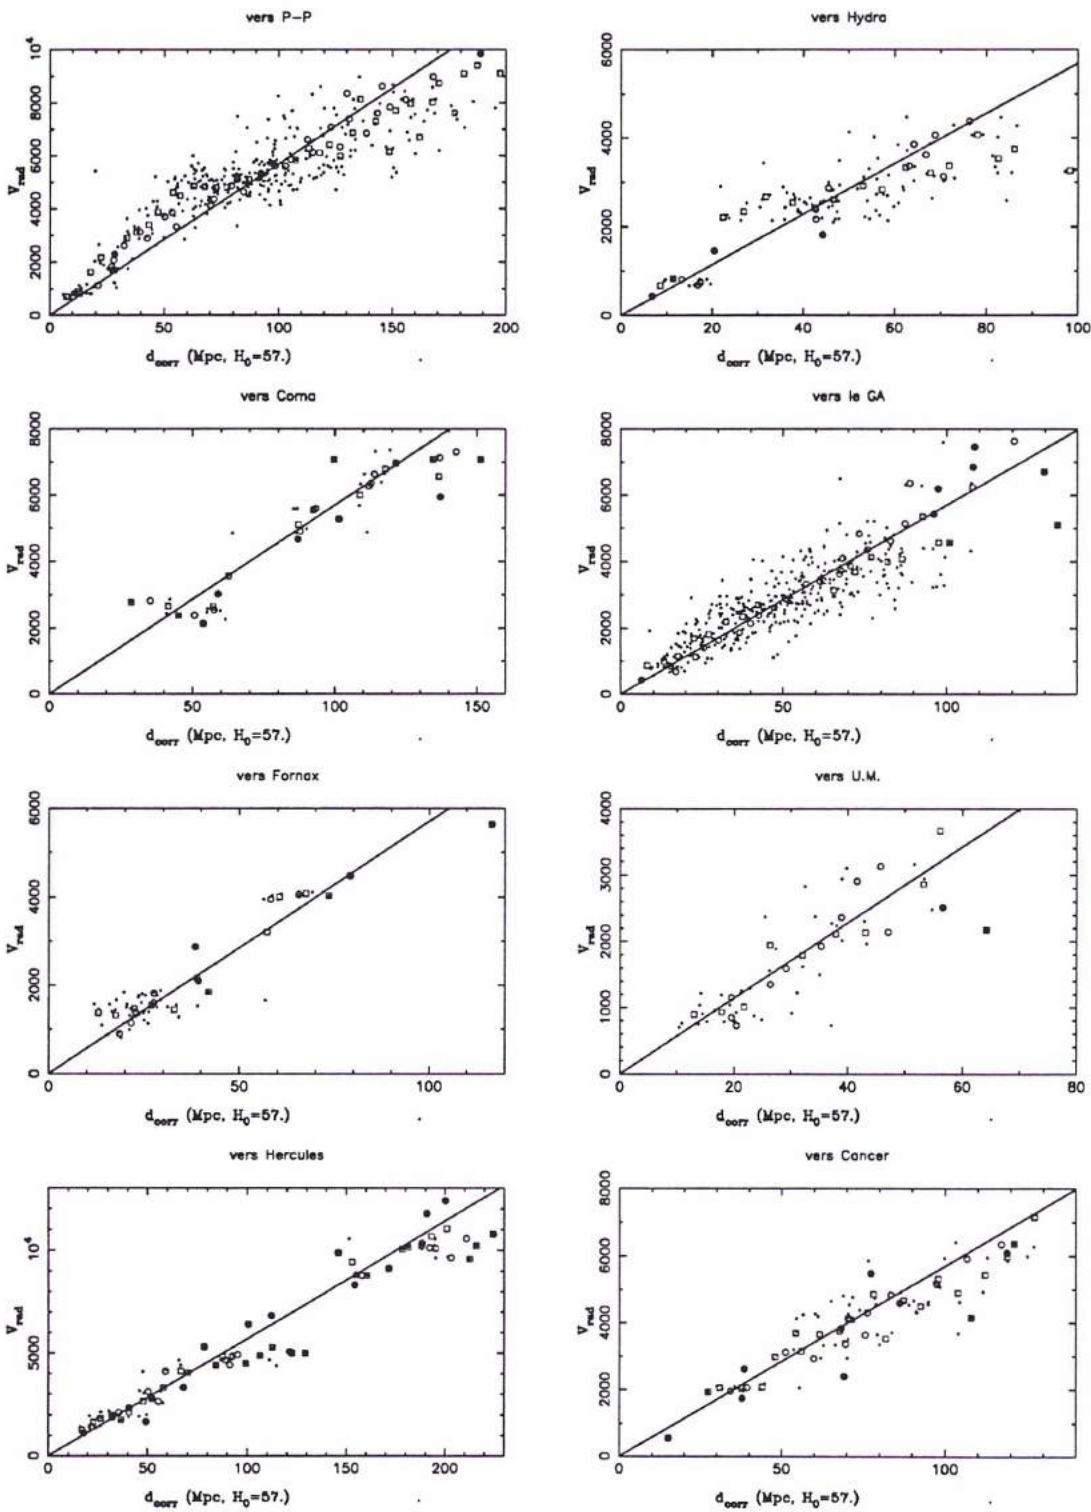 vers P-P
vers Hydra
10⁴
8000
6000
4000
2000
0
V_rad
0 50 100 150 200
d_corr (Mpc, H₀=57.)
6000
4000
2000
0
V_rad
0 20 40 60 80 100
d_corr (Mpc, H₀=57.)
vers Coma
vers le GA
8000
6000
4000
2000
0
V_rad
0 50 100 150
d_corr (Mpc, H₀=57.)
8000
6000
4000
2000
0
V_rad
0 50 100
d_corr (Mpc, H₀=57.)
vers Fornax
vers U.M.
6000
4000
2000
0
V_rad
0 50 100
d_corr (Mpc, H₀=57.)
4000
3000
2000
1000
0
V_rad
0 20 40 60 80
d_corr (Mpc, H₀=57.)
vers Hercules
vers Cancer
10⁴
5000
0
V_rad
0 50 100 150 200
d_corr (Mpc, H₀=57.)
8000
6000
4000
2000
0
V_rad
0 50 100
d_corr (Mpc, H₀=57.)